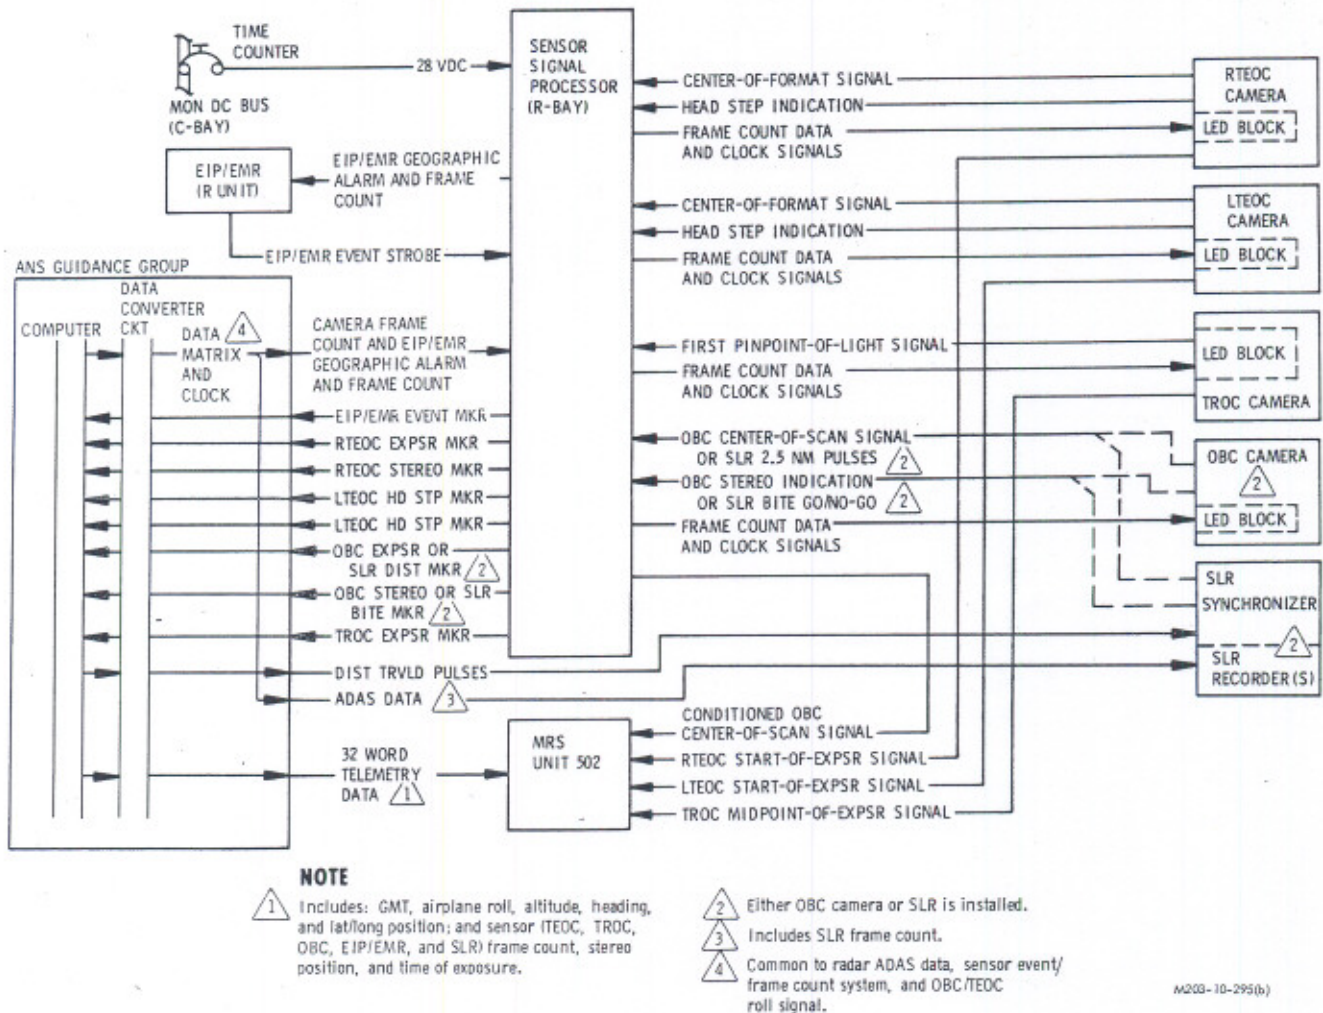 TIME
COUNTER
28 VDC
MON DC BUS
(C-BAY)
SENSOR
SIGNAL
PROCESSOR
(R-BAY)
EIP/EMR
(R UNIT)
EIP/EMR GEOGRAPHIC
ALARM AND FRAME
COUNT
EIP/EMR EVENT STROBE
ANS GUIDANCE GROUP
COMPUTER
DATA
CONVERTER
CKT
DATA 4
MATRIX
AND
CLOCK
CAMERA FRAME
COUNT AND EIP/EMR
GEOGRAPHIC ALARM
AND FRAME COUNT
EIP/EMR EVENT MKR
RTEOC EXPSR MKR
RTEOC STEREO MKR
LTEOC HD STP MKR
LTEOC HD STP MKR
OBC EXPSR OR
SLR DIST MKR 2
OBC STEREO OR SLR
BITE MKR 2
TROC EXPSR MKR
DIST TRVLD PULSES
ADAS DATA 3
32 WORD
TELEMETRY
DATA 1
MRS
UNIT 502
CENTER-OF-FORMAT SIGNAL
HEAD STEP INDICATION
FRAME COUNT DATA
AND CLOCK SIGNALS
RTEOC
CAMERA
LED BLOCK
CENTER-OF-FORMAT SIGNAL
HEAD STEP INDICATION
FRAME COUNT DATA
AND CLOCK SIGNALS
LTEOC
CAMERA
LED BLOCK
FIRST PINPOINT-OF-LIGHT SIGNAL
FRAME COUNT DATA
AND CLOCK SIGNALS
LED BLOCK
TROC CAMERA
OBC CENTER-OF-SCAN SIGNAL
OR SLR 2.5 NM PULSES 2
OBC STEREO INDICATION
OR SLR BITE GO/NO-GO 2
FRAME COUNT DATA
AND CLOCK SIGNALS
OBC CAMERA
2
LED BLOCK
SLR
SYNCHRONIZER
2
SLR
RECORDER(S)
CONDITIONED OBC
CENTER-OF-SCAN SIGNAL
RTEOC START-OF-EXPSR SIGNAL
LTEOC START-OF-EXPSR SIGNAL
TROC MIDPOINT-OF-EXPSR SIGNAL
NOTE
1 Includes: GMT, airplane roll, altitude, heading,
and lat/long position; and sensor (TEOC, TROC,
OBC, EIP/EMR, and SLR) frame count, stereo
position, and time of exposure.
2 Either OBC camera or SLR is installed.
3 Includes SLR frame count.
4 Common to radar ADAS data, sensor event/
frame count system, and OBC/TEOC
roll signal.
M203-10-295(b)